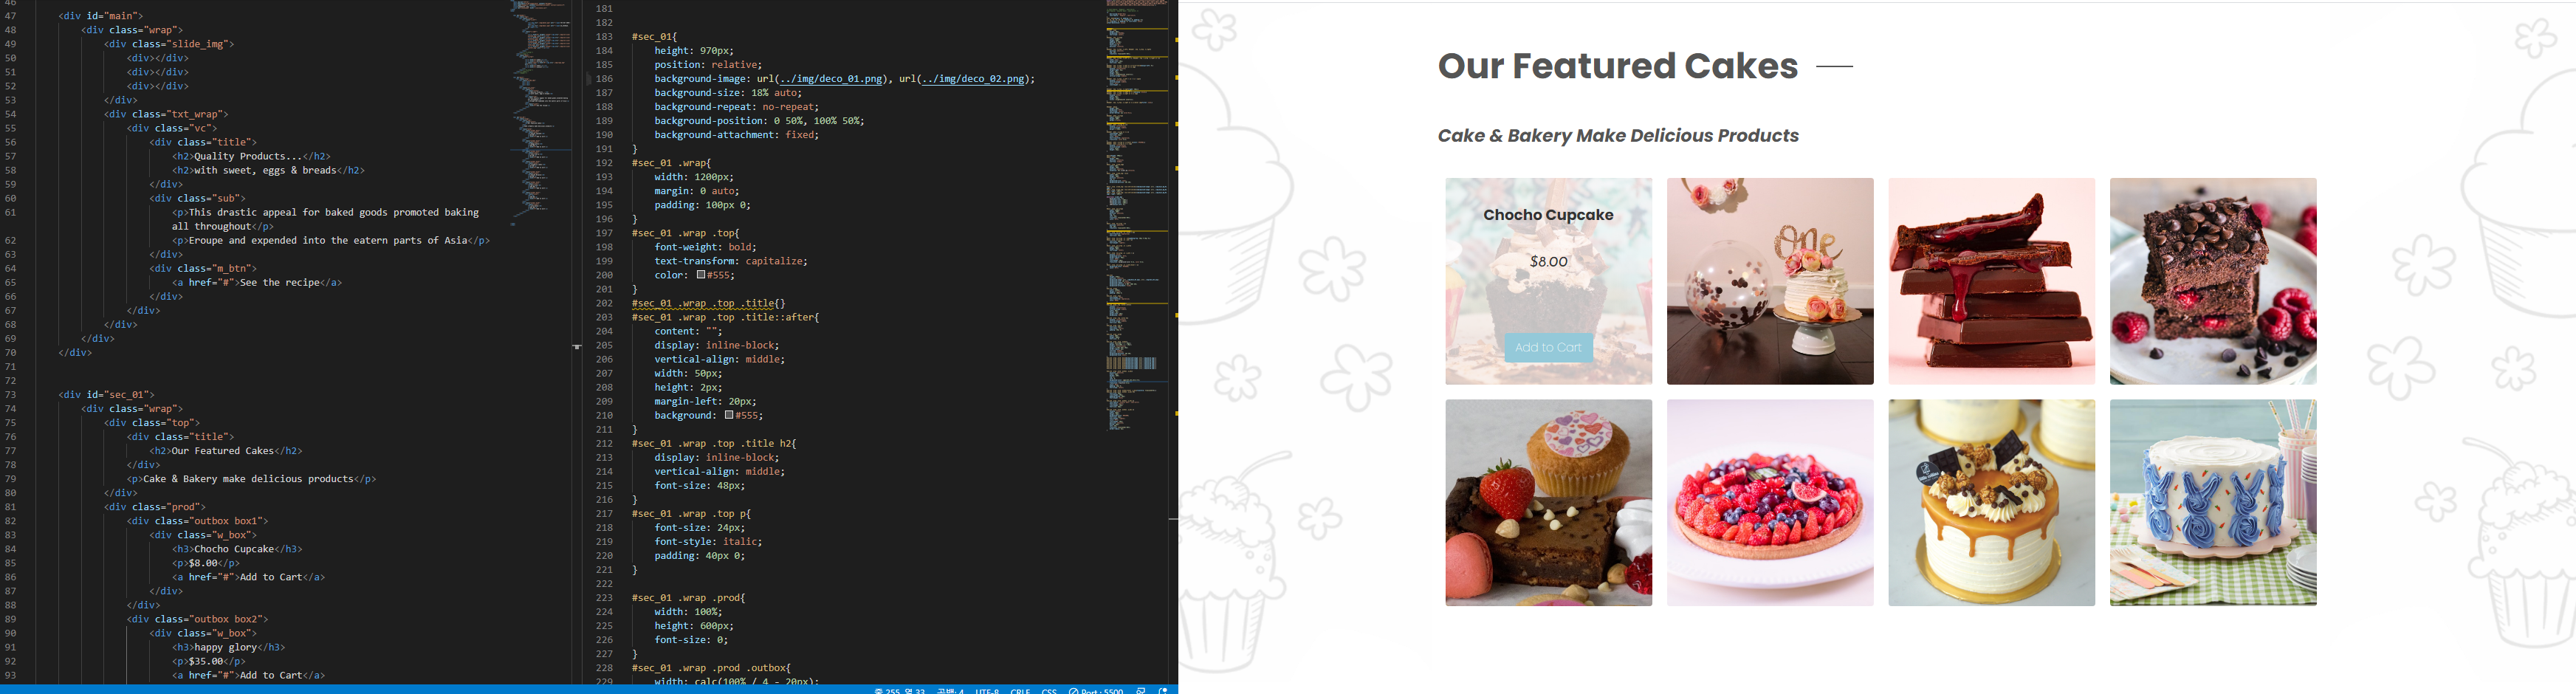 46
47 <div id="main">
48 <div class="wrap">
49 <div class="slide_img">
50 <div></div>
51 <div></div>
52 <div></div>
53 </div>
54 <div class="txt_wrap">
55 <div class="vc">
56 <div class="title">
57 <h2>Quality Products...</h2>
58 <h2>with sweet, eggs & breads</h2>
59 </div>
60 <div class="sub">
61 <p>This drastic appeal for baked goods promoted baking
all throughout</p>
62 <p>Eroupe and expended into the eatern parts of Asia</p>
63 </div>
64 <div class="m_btn">
65 <a href="#">See the recipe</a>
66 </div>
67 </div>
68 </div>
69 </div>
70 </div>
71
72
73 <div id="sec_01">
74 <div class="wrap">
75 <div class="top">
76 <div class="title">
77 <h2>Our Featured Cakes</h2>
78 </div>
79 <p>Cake & Bakery make delicious products</p>
80 </div>
81 <div class="prod">
82 <div class="outbox box1">
83 <div class="w_box">
84 <h3>Chocho Cupcake</h3>
85 <p>$8.00</p>
86 <a href="#">Add to Cart</a>
87 </div>
88 </div>
89 <div class="outbox box2">
90 <div class="w_box">
91 <h3>happy glory</h3>
92 <p>$35.00</p>
93 <a href="#">Add to Cart</a>
181
182
183 #sec_01{
184 height: 970px;
185 position: relative;
186 background-image: url(../img/deco_01.png), url(../img/deco_02.png);
187 background-size: 18% auto;
188 background-repeat: no-repeat;
189 background-position: 0 50%, 100% 50%;
190 background-attachment: fixed;
191 }
192 #sec_01 .wrap{
193 width: 1200px;
194 margin: 0 auto;
195 padding: 100px 0;
196 }
197 #sec_01 .wrap .top{
198 font-weight: bold;
199 text-transform: capitalize;
200 color: #555;
201 }
202 #sec_01 .wrap .top .title{}
203 #sec_01 .wrap .top .title::after{
204 content: "";
205 display: inline-block;
206 vertical-align: middle;
207 width: 50px;
208 height: 2px;
209 margin-left: 20px;
210 background: #555;
211 }
212 #sec_01 .wrap .top .title h2{
213 display: inline-block;
214 vertical-align: middle;
215 font-size: 48px;
216 }
217 #sec_01 .wrap .top p{
218 font-size: 24px;
219 font-style: italic;
220 padding: 40px 0;
221 }
222
223 #sec_01 .wrap .prod{
224 width: 100%;
225 height: 600px;
226 font-size: 0;
227 }
228 #sec_01 .wrap .prod .outbox{
229 width: calc(100% / 4 - 20px);
줄 255, 열 33 공백: 4 UTF-8 CRLF CSS Port : 5500
Our Featured Cakes
Cake & Bakery Make Delicious Products
Chocho Cupcake
$8.00
Add to Cart
one